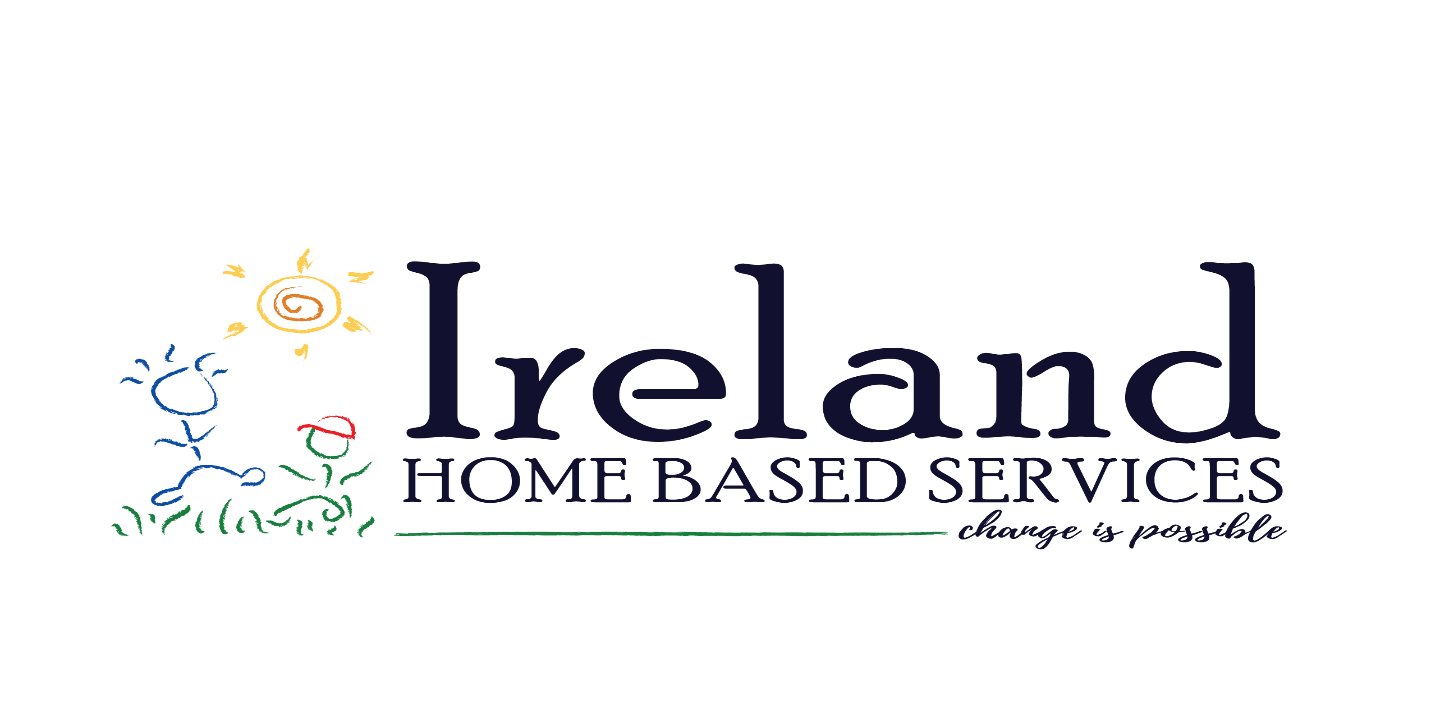 Ireland
HOME BASED SERVICES
change is possible